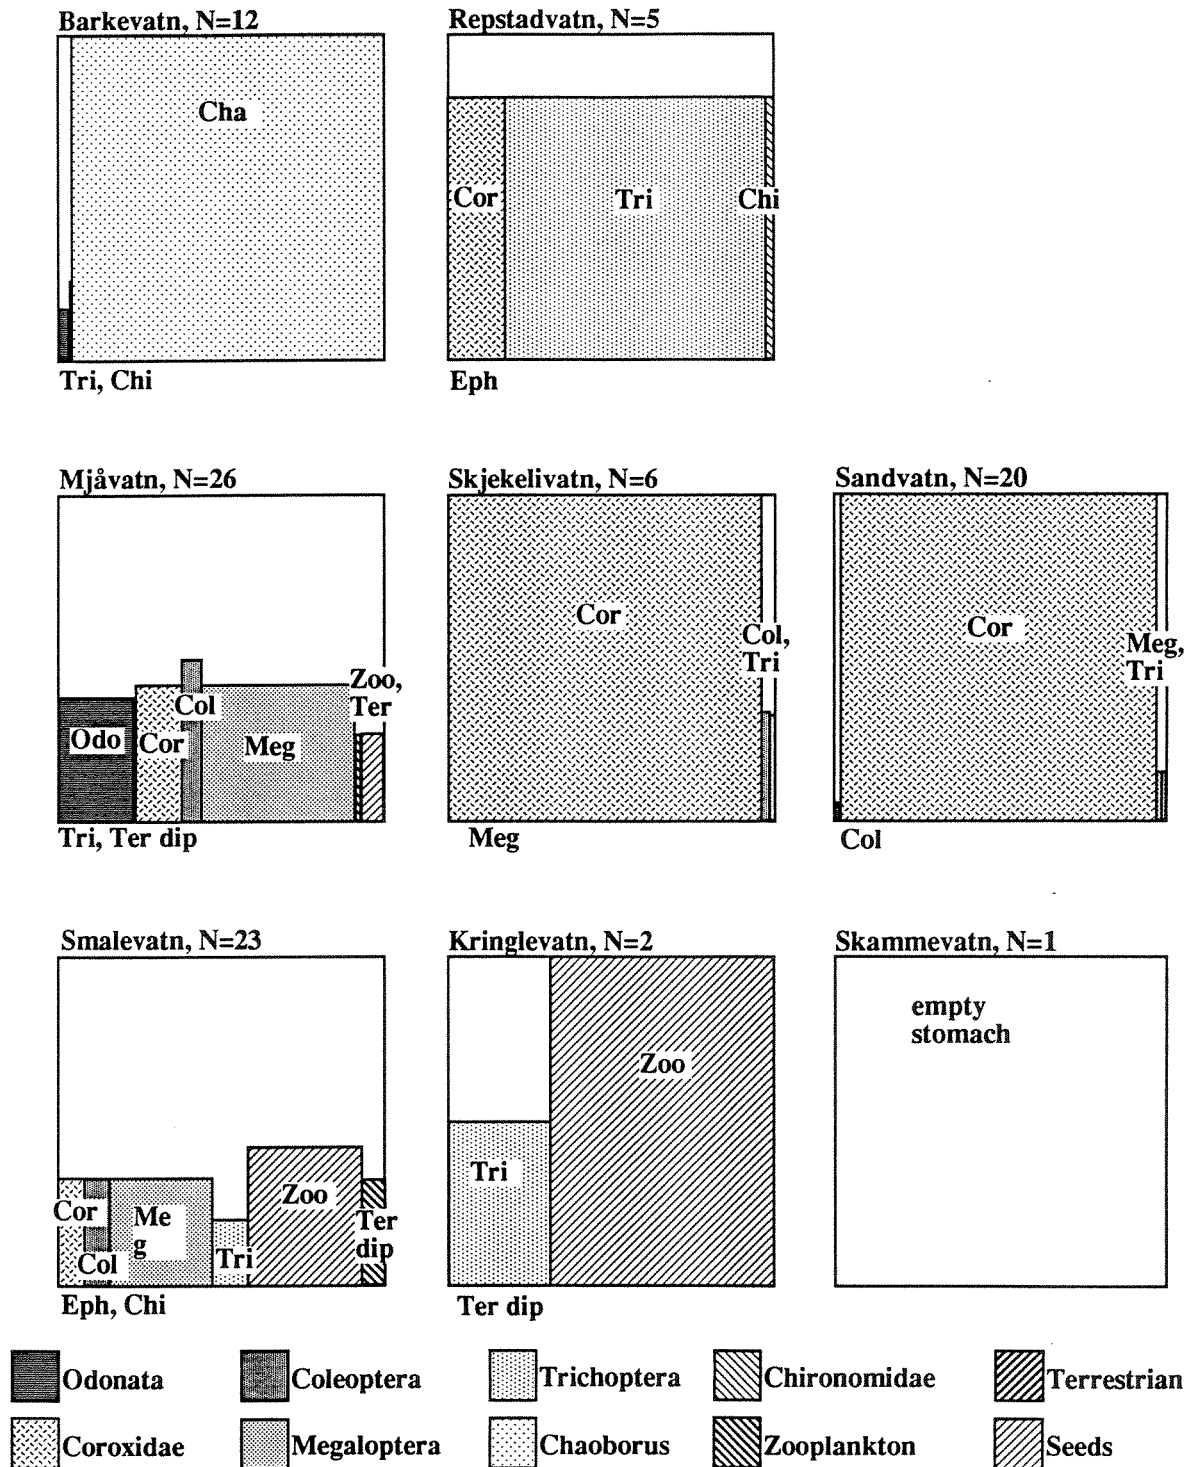 Barkevatn, N=12
Repstadvatn, N=5
Cha
Cor
Tri
Chi
Tri, Chi
Eph
Mjåvatn, N=26
Skjekelivatn, N=6
Sandvatn, N=20
Odo
Cor
Col
Meg
Zoo,
Ter
Cor
Col,
Tri
Cor
Meg,
Tri
Tri, Ter dip
Meg
Col
Smalevatn, N=23
Kringlevatn, N=2
Skammevatn, N=1
Cor
Col
Me
g
Tri
Zoo
Ter
dip
Tri
Zoo
empty
stomach
Eph, Chi
Ter dip
Odonata
Coleoptera
Trichoptera
Chironomidae
Terrestrian
Coroxidae
Megaloptera
Chaoborus
Zooplankton
Seeds